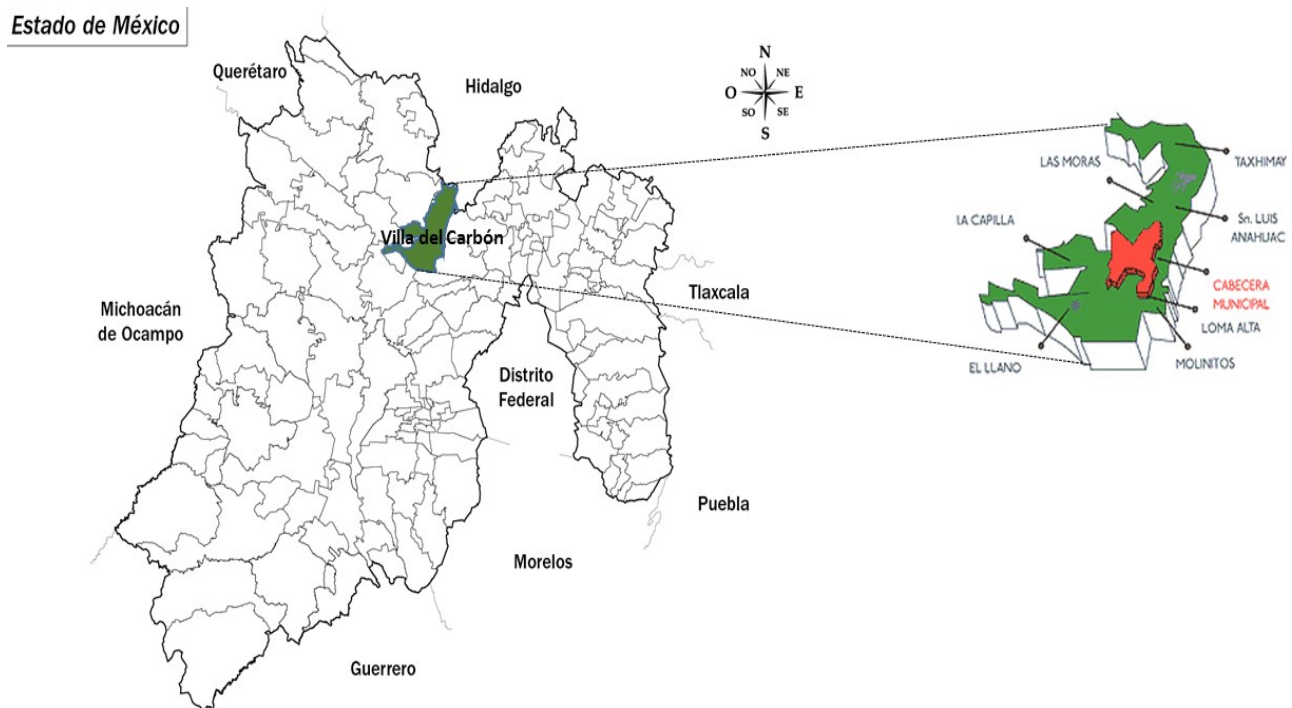 Estado de México
Querétaro
Hidalgo
N
NO NE
O E
SO SE
S
LAS MORAS
TAXHIMAY
Sn. LUIS
ANAHUAC
Villa del Carbón
LA CAPILLA
CABECERA
MUNICIPAL
Tlaxcala
Michoacán
de Ocampo
LOMA ALTA
EL LLANO
MOLINITOS
Distrito
Federal
Puebla
Morelos
Guerrero